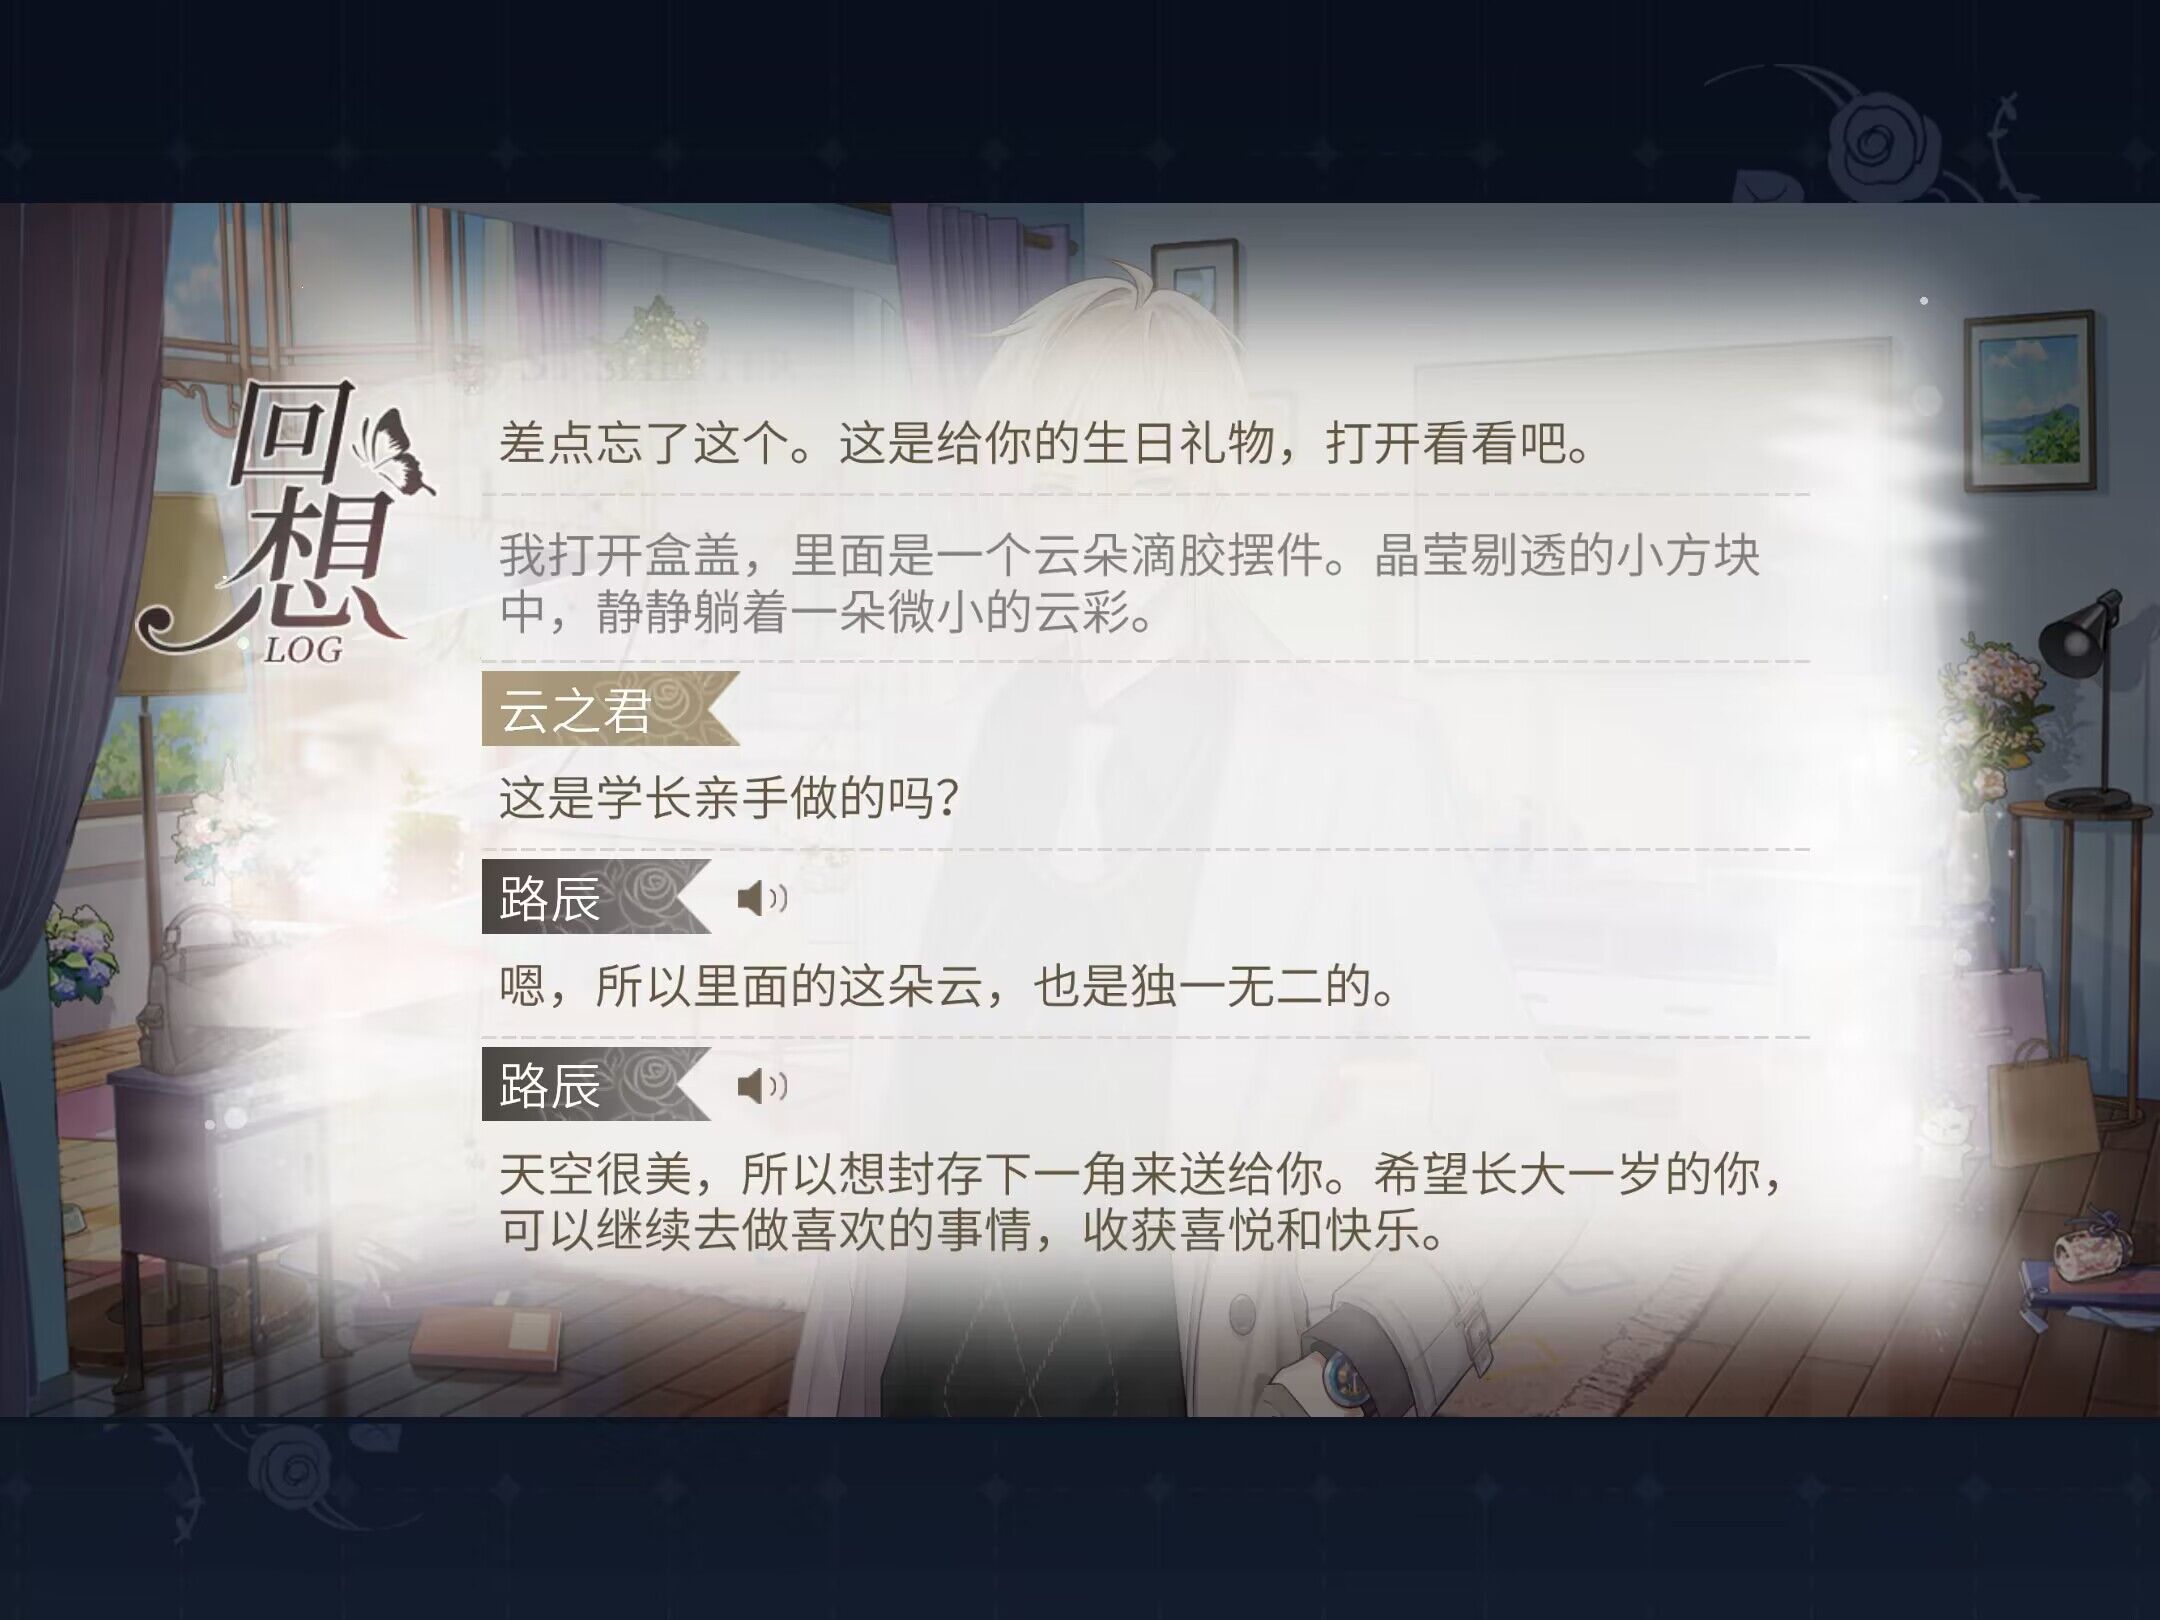 回想
LOG
差点忘了这个。这是给你的生日礼物，打开看看吧。
我打开盒盖，里面是一个云朵滴胶摆件。晶莹剔透的小方块
中，静静躺着一朵微小的云彩。
云之君
这是学长亲手做的吗？
路辰
嗯，所以里面的这朵云，也是独一无二的。
路辰
天空很美，所以想封存下一角来送给你。希望长大一岁的你，
可以继续去做喜欢的事情，收获喜悦和快乐。